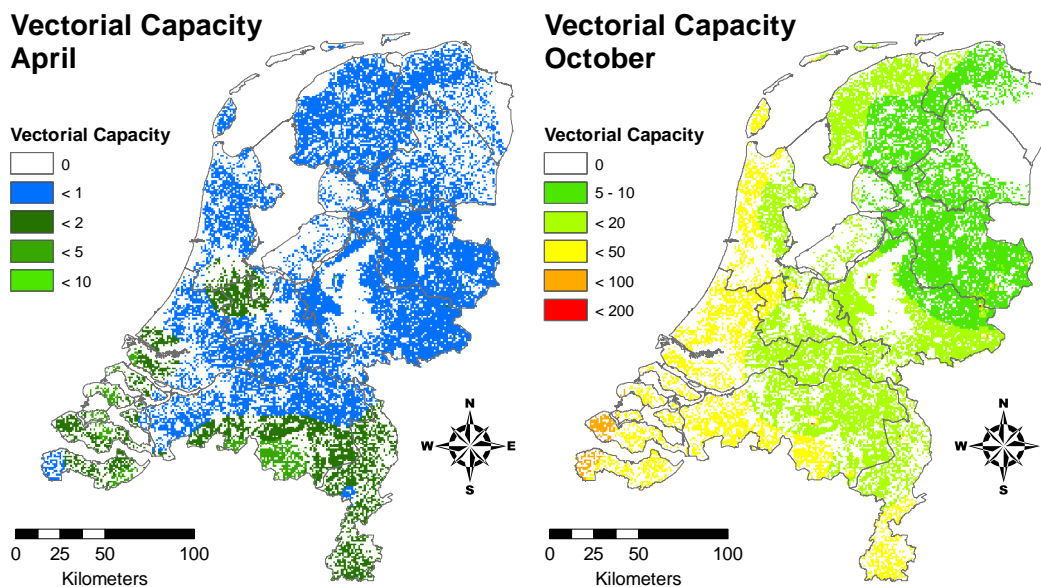 Vectorial Capacity
April
Vectorial Capacity
0
< 1
< 2
< 5
< 10
N
W E
S
0 25 50 100
Kilometers
Vectorial Capacity
October
Vectorial Capacity
0
5 - 10
< 20
< 50
< 100
< 200
N
W E
S
0 25 50 100
Kilometers